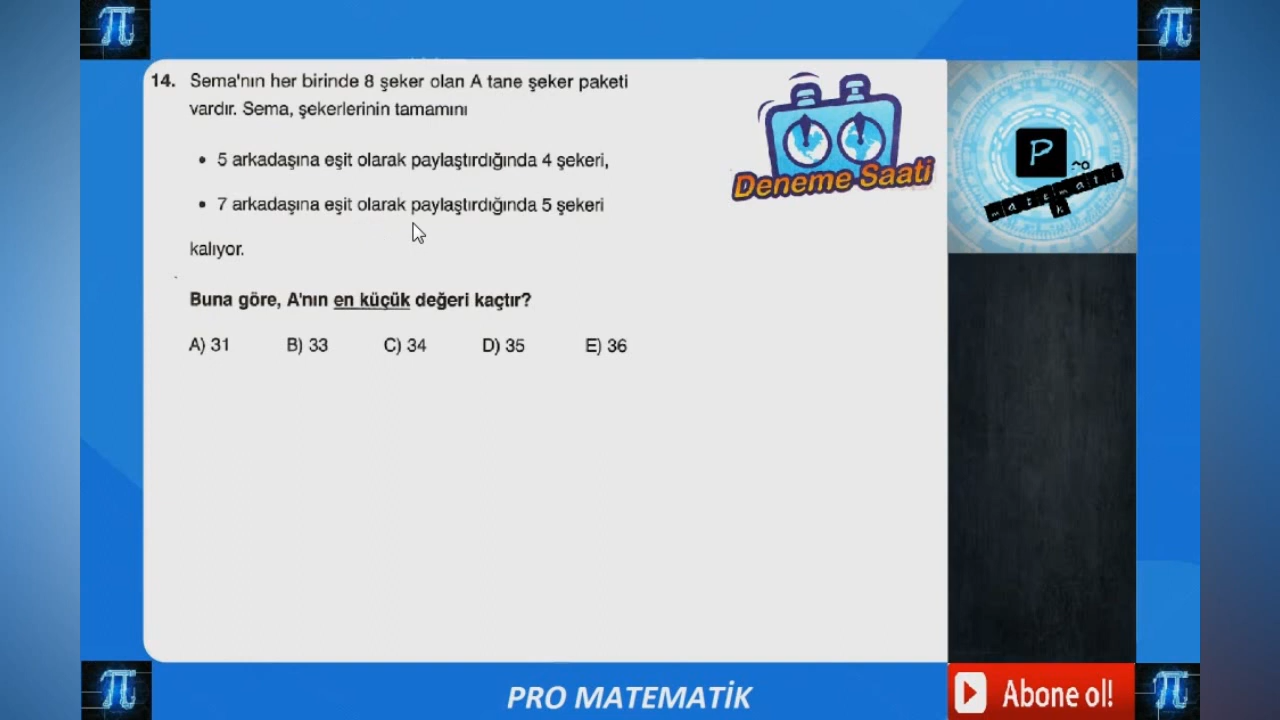 14. Sema'nın her birinde 8 şeker olan A tane şeker paketi
vardır. Sema, şekerlerinin tamamını
• 5 arkadaşına eşit olarak paylaştırdığında 4 şekeri,
• 7 arkadaşına eşit olarak paylaştırdığında 5 şekeri
kalıyor.
Buna göre, A'nın en küçük değeri kaçtır?
A) 31 B) 33 C) 34 D) 35 E) 36
Deneme Saati
P
matematik
PRO MATEMATİK
Abone ol!
π
π
π
π